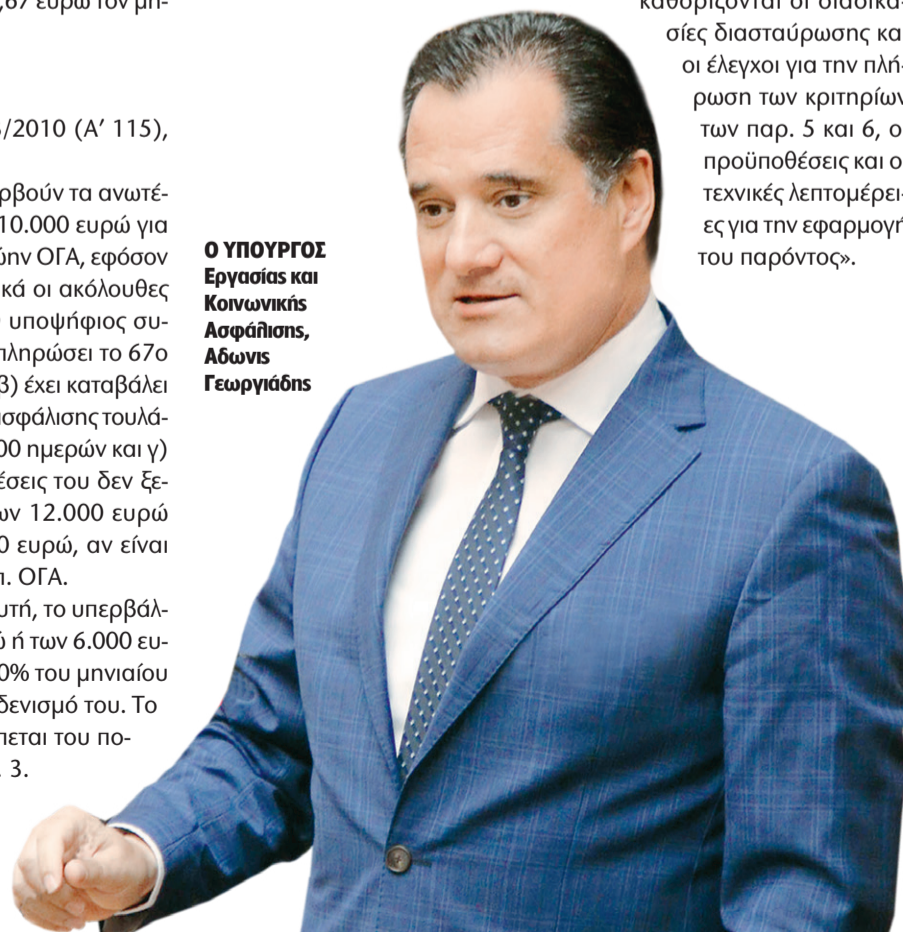 ,67 ευρώ τον μη-
/2010 (Α’ 115),
ρβούν τα ανωτέ-
10.000 ευρώ για
ώην ΟΓΑ, εφόσον
κά οι ακόλουθες
υποψήφιος συ-
πληρώσει το 67ο
β) έχει καταβάλει
ασφάλισης τουλά-
00 ημερών και γ)
έσεις του δεν ξε-
ων 12.000 ευρώ
0 ευρώ, αν είναι
π. ΟΓΑ.
υτή, το υπερβάλ-
ώ ή των 6.000 ευ-
0% του μηνιαίου
δενισμό του. Το
πεται του πο-
. 3.
Ο ΥΠΟΥΡΓΟΣ
Εργασίας και
Κοινωνικής
Ασφάλισης,
Αδωνις
Γεωργιάδης
καθορίζονται οι διαδικα-
σίες διασταύρωσης κα
οι έλεγχοι για την πλή-
ρωση των κριτηρίων
των παρ. 5 και 6, ο
προϋποθέσεις και ο
τεχνικές λεπτομέρει-
ες για την εφαρμογή
του παρόντος».